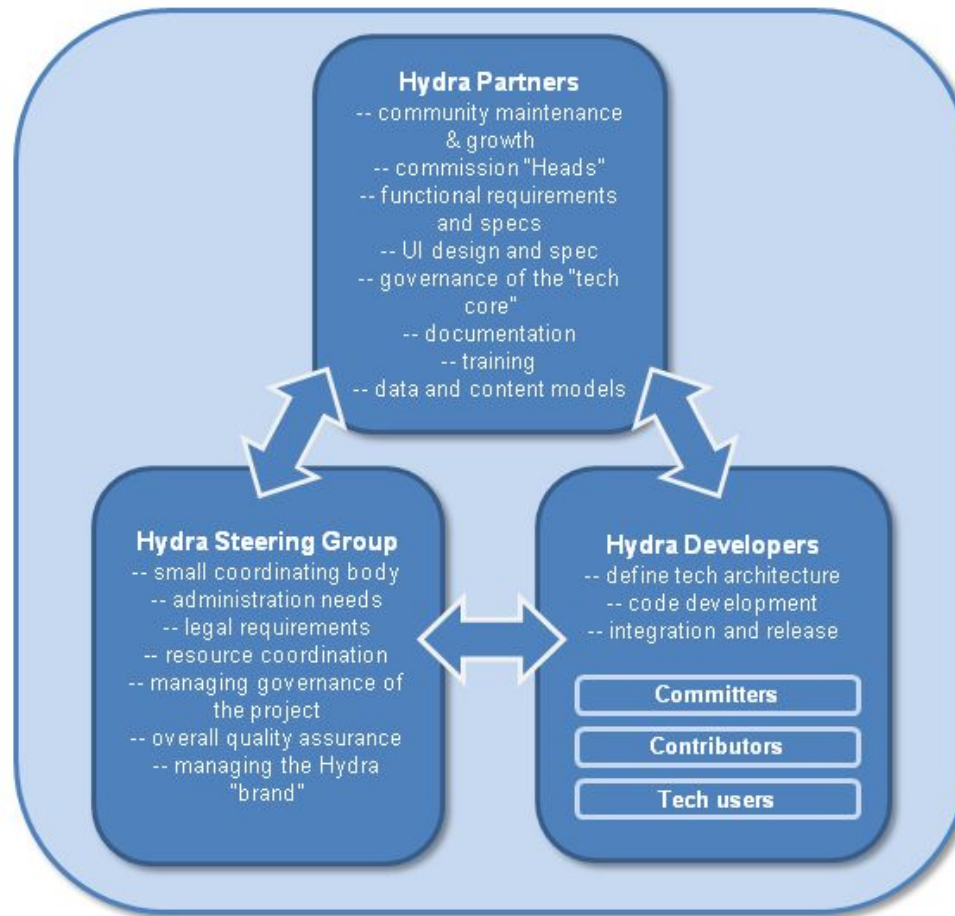 Hydra Partners
-- community maintenance
& growth
-- commission "Heads"
-- functional requirements
and specs
-- UI design and spec
-- governance of the "tech
core"
-- documentation
-- training
-- data and content models
Hydra Steering Group
-- small coordinating body
-- administration needs
-- legal requirements
-- resource coordination
-- managing governance of
the project
-- overall quality assurance
-- managing the Hydra
"brand"
Hydra Developers
-- define tech architecture
-- code development
-- integration and release
Committers
Contributors
Tech users